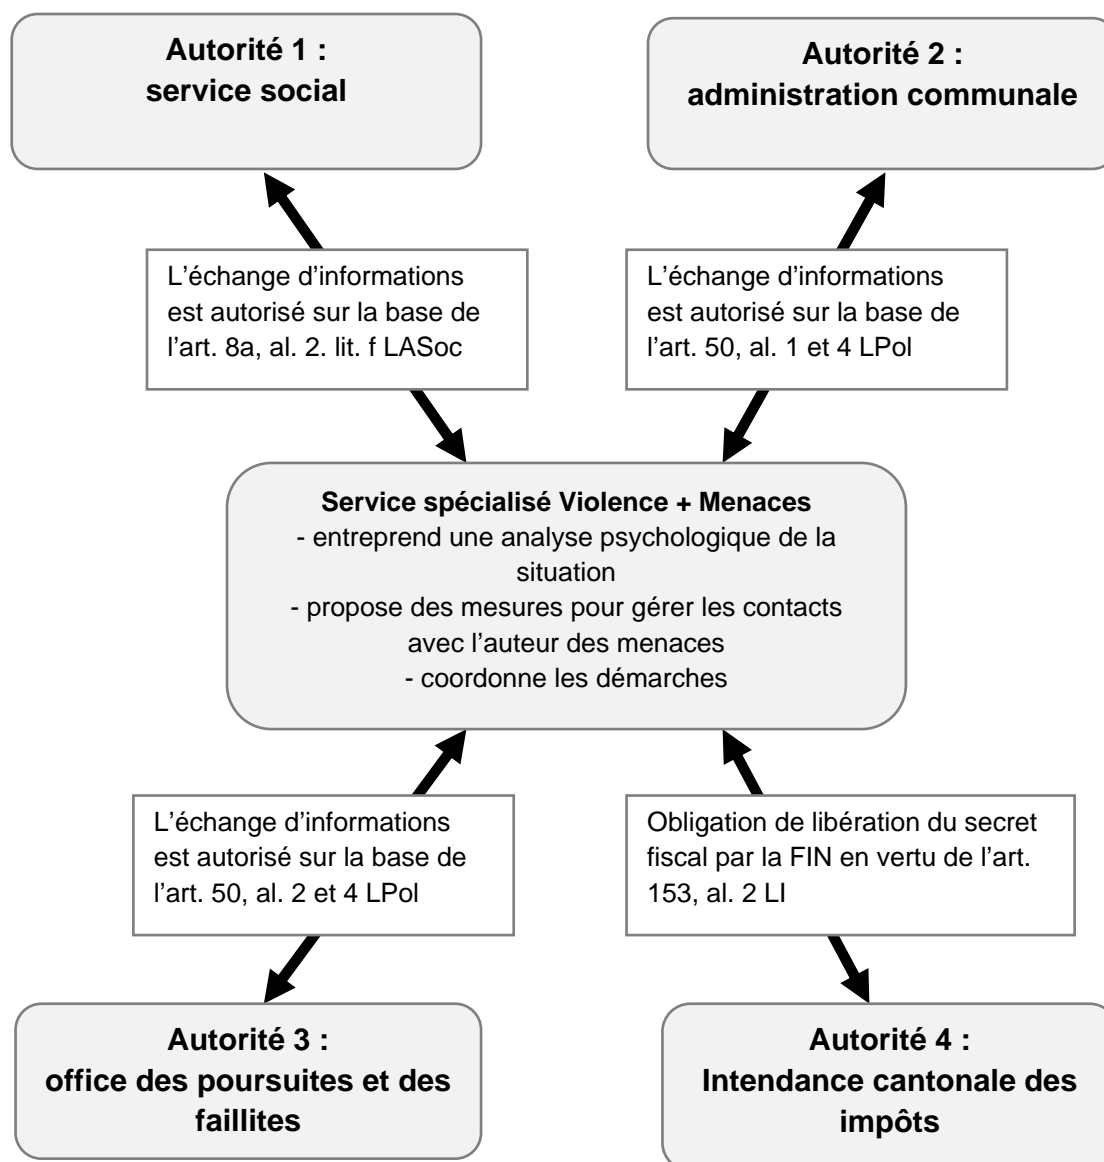 Autorité 1 :
service social
Autorité 2 :
administration communale
L’échange d’informations
est autorisé sur la base de
l’art. 8a, al. 2. lit. f LASoc
L’échange d’informations
est autorisé sur la base de
l’art. 50, al. 1 et 4 LPol
Service spécialisé Violence + Menaces
- entreprend une analyse psychologique de la
situation
- propose des mesures pour gérer les contacts
avec l’auteur des menaces
- coordonne les démarches
L’échange d’informations
est autorisé sur la base de
l’art. 50, al. 2 et 4 LPol
Obligation de libération du secret
fiscal par la FIN en vertu de l’art.
153, al. 2 LI
Autorité 3 :
office des poursuites et des
faillites
Autorité 4 :
Intendance cantonale des
impôts